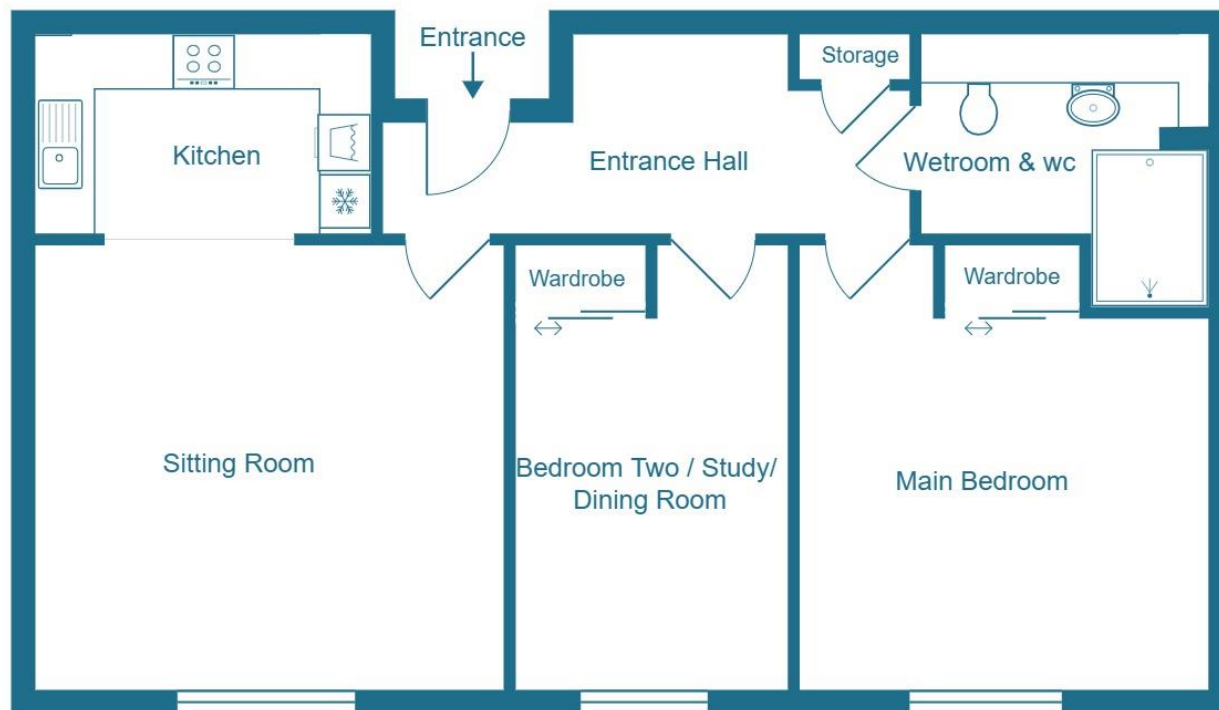 Entrance
Storage
Kitchen
Entrance Hall
Wetroom & wc
Wardrobe
Wardrobe
Sitting Room
Bedroom Two / Study/
Dining Room
Main Bedroom